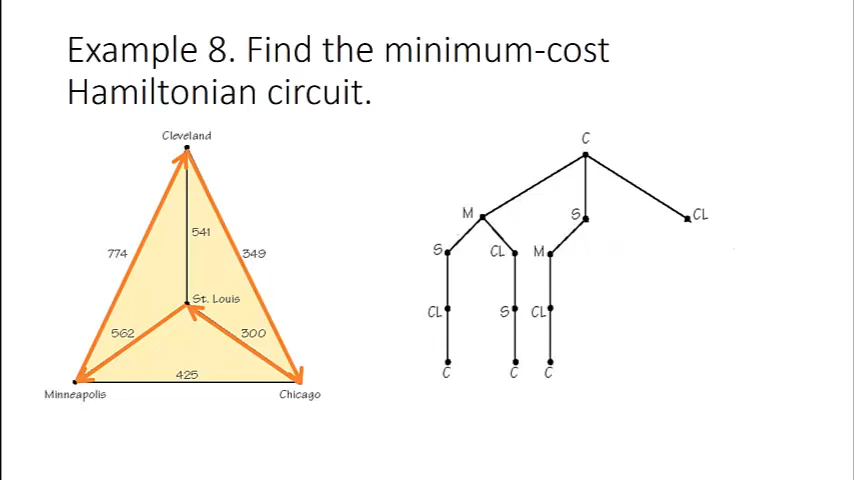 Example 8. Find the minimum-cost
Hamiltonian circuit.
Cleveland
541
774
349
St. Louis
562
300
425
Minneapolis
Chicago
C
M
S
CL
S
CL
M
CL
S
CL
C
C
C